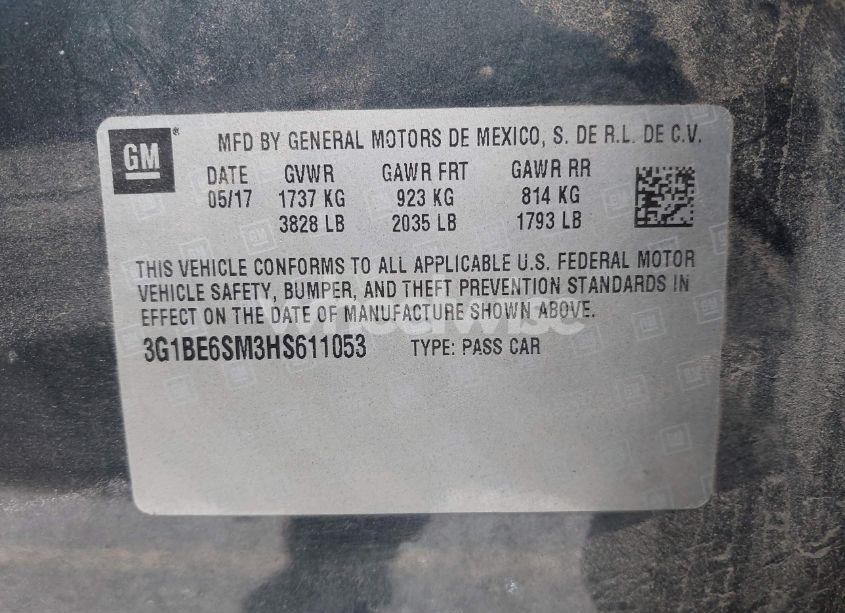 GM
MFD BY GENERAL MOTORS DE MEXICO, S. DE R.L. DE C.V.
DATE GVWR GAWR FRT GAWR RR
05/17 1737 KG 923 KG 814 KG
3828 LB 2035 LB 1793 LB
THIS VEHICLE CONFORMS TO ALL APPLICABLE U.S. FEDERAL MOTOR
VEHICLE SAFETY, BUMPER, AND THEFT PREVENTION STANDARDS IN
EFFECT ON THE DATE OF MANUFACTURE SHOWN ABOVE.
Wheelwise
3G1BE6SM3HS611053 TYPE: PASS CAR